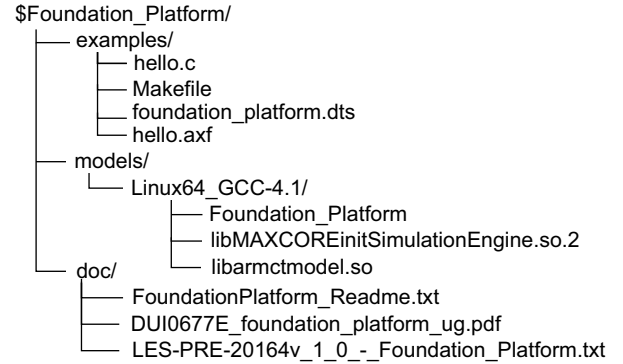 $Foundation_Platform/
examples/
hello.c
Makefile
foundation_platform.dts
hello.axf
models/
Linux64_GCC-4.1/
Foundation_Platform
libMAXCOREinitSimulationEngine.so.2
libarmctmodel.so
doc/
FoundationPlatform_Readme.txt
DUI0677E_foundation_platform_ug.pdf
LES-PRE-20164v_1_0_-_Foundation_Platform.txt